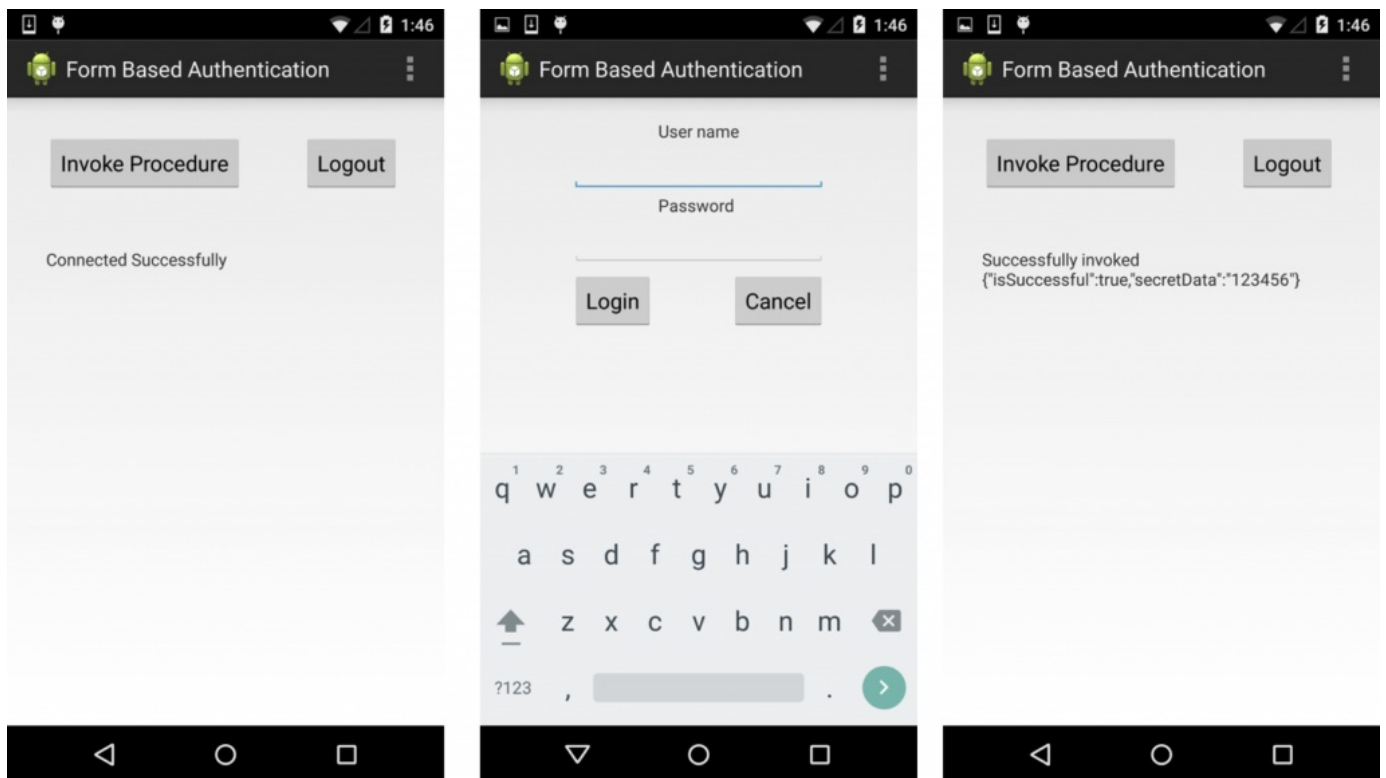 1:46
Form Based Authentication
Invoke Procedure
Logout
Connected Successfully
1:46
Form Based Authentication
User name
Password
Login
Cancel
1 2 3 4 5 6 7 8 9 0
q w e r t y u i o p
a s d f g h j k l
z x c v b n m
?123 , .
1:46
Form Based Authentication
Invoke Procedure
Logout
Successfully invoked
{"isSuccessful":true,"secretData":"123456"}